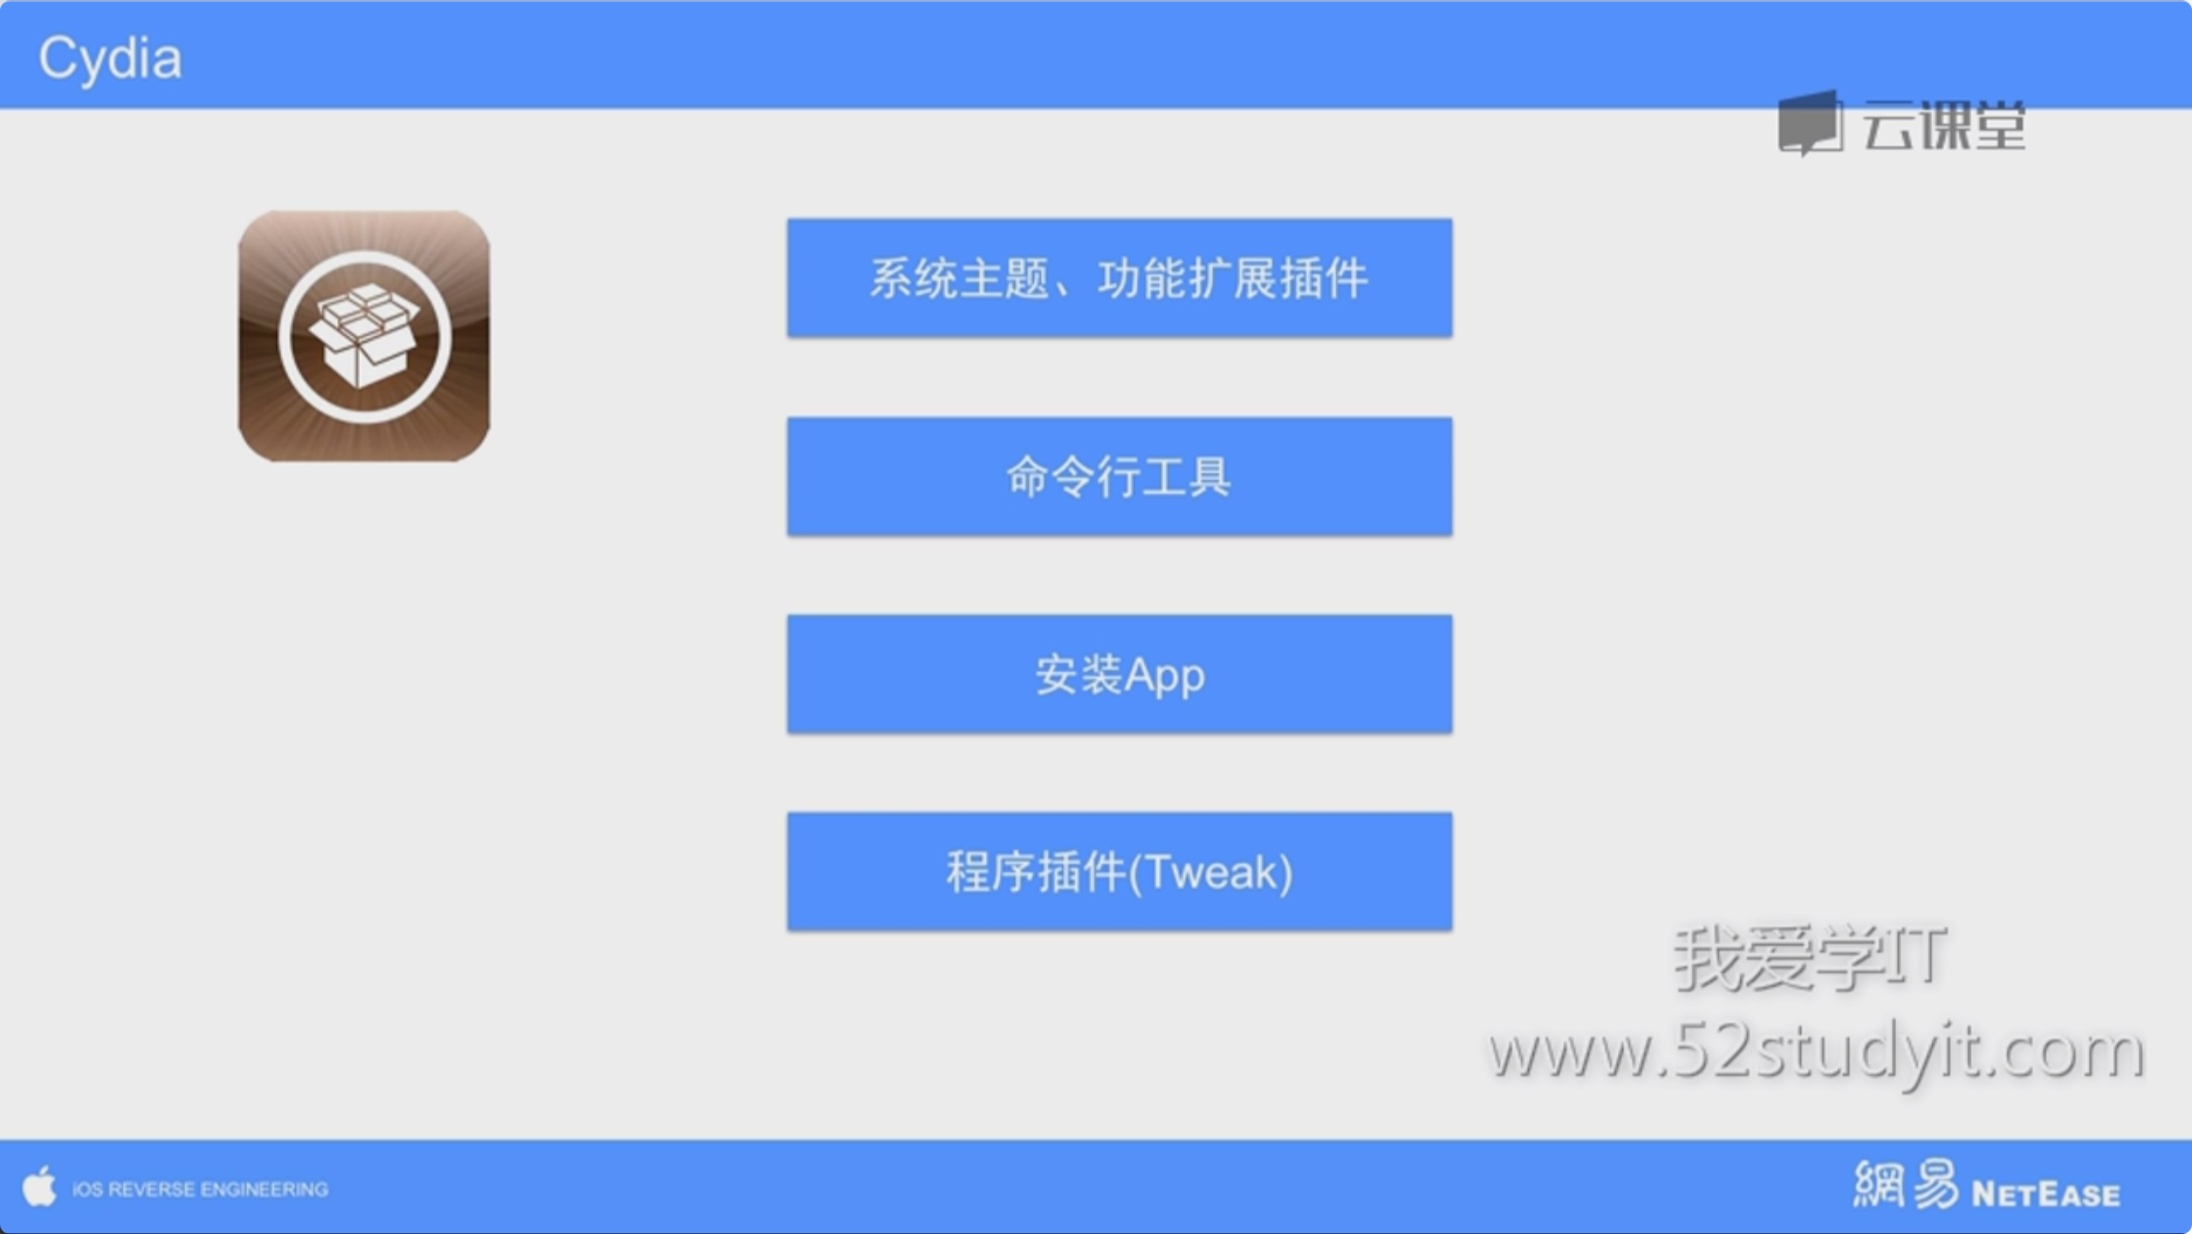 Cydia
云课堂
系统主题、功能扩展插件
命令行工具
安装App
程序插件(Tweak)
我爱学IT
www.52studyit.com
iOS REVERSE ENGINEERING
網易 NETEASE